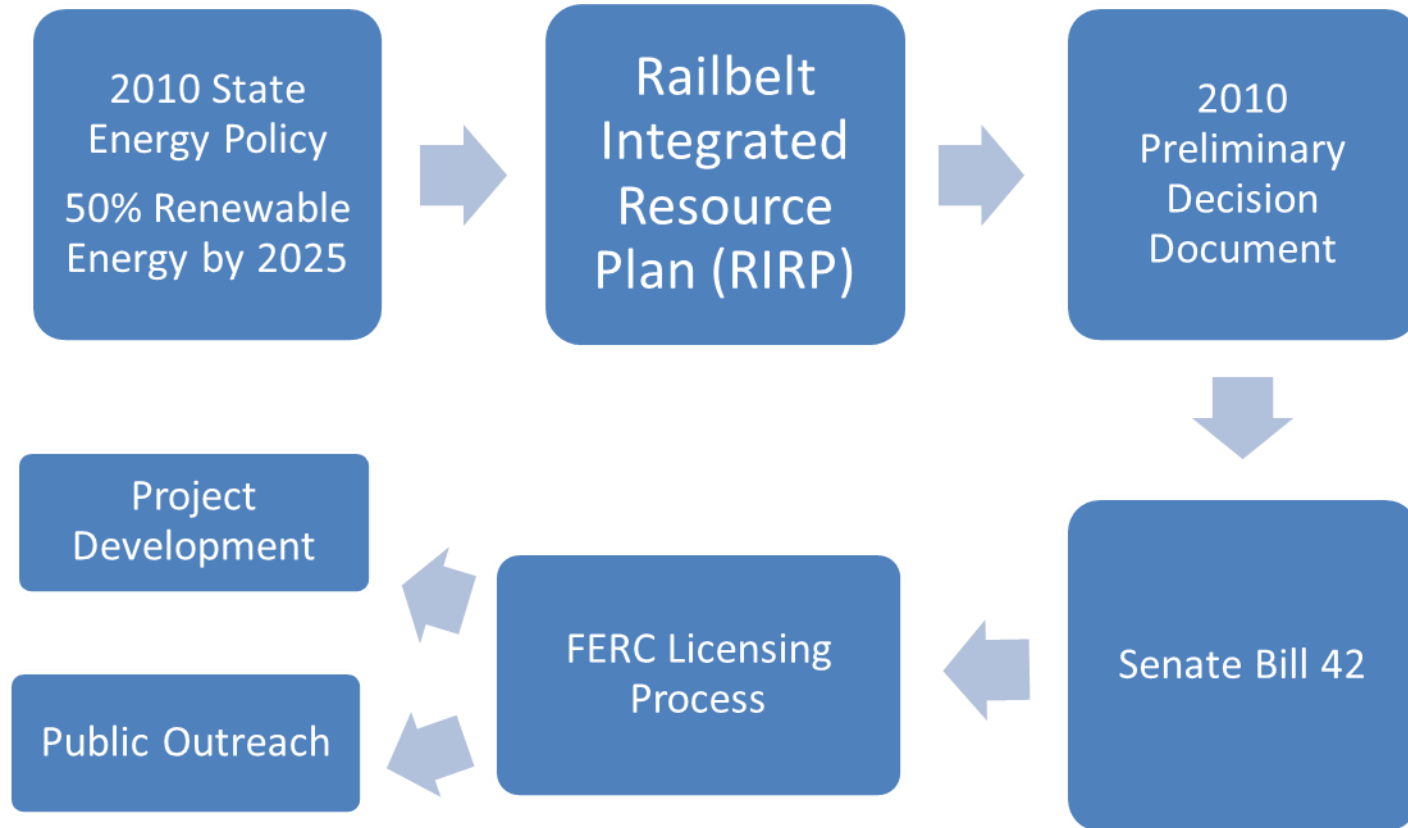 2010 State
Energy Policy
50% Renewable
Energy by 2025
Railbelt
Integrated
Resource
Plan (RIRP)
2010
Preliminary
Decision
Document
Senate Bill 42
FERC Licensing
Process
Project
Development
Public Outreach